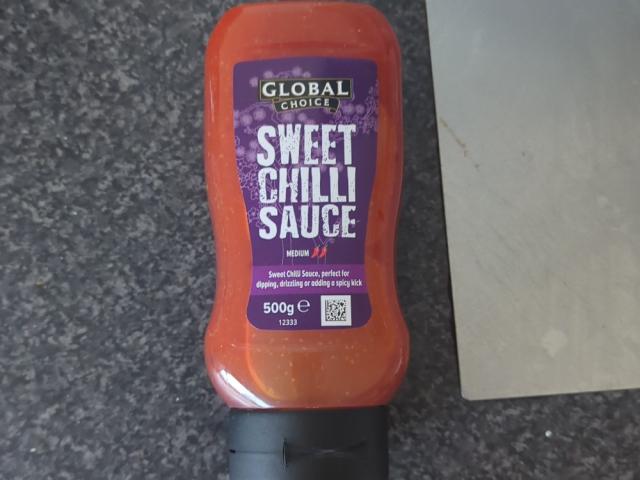 GLOBAL
CHOICE
SWEET
CHILLI
SAUCE
MEDIUM
Sweet Chilli Sauce, perfect for
dipping, drizzling or adding a spicy kick
500g ℮
12333